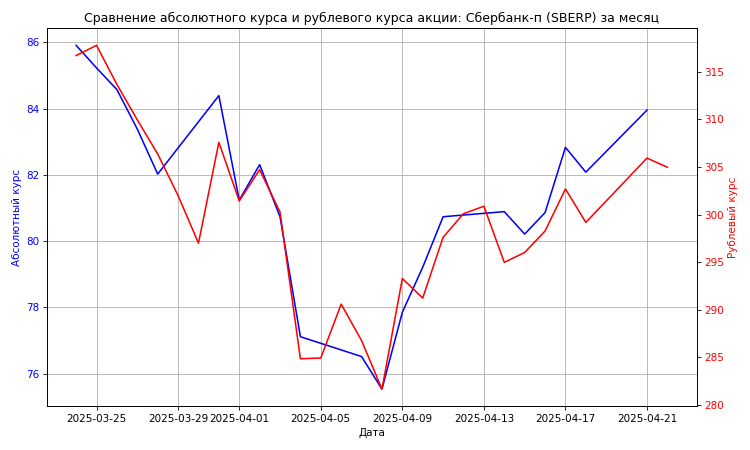 Сравнение абсолютного курса и рублевого курса акции: Сбербанк-п (SBERP) за месяц
86
84
82
80
78
76
Абсолютный курс
315
310
305
300
295
290
285
280
Рублевый курс
2025-03-25 2025-03-29 2025-04-01 2025-04-05 2025-04-09 2025-04-13 2025-04-17 2025-04-21
Дата